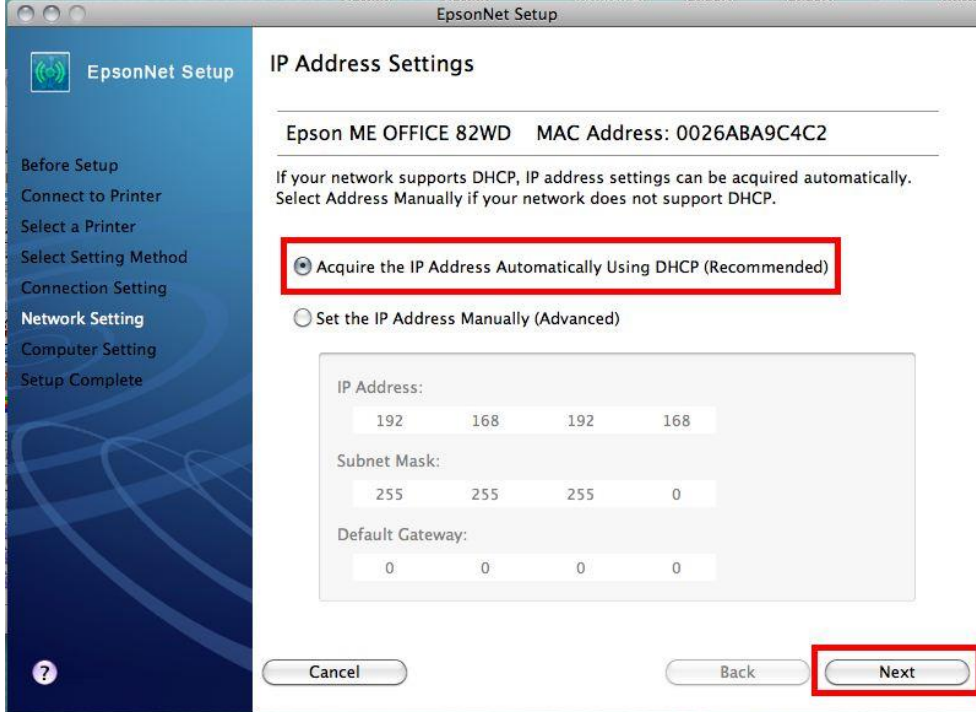 EpsonNet Setup
EpsonNet Setup
Before Setup
Connect to Printer
Select a Printer
Select Setting Method
Connection Setting
Network Setting
Computer Setting
Setup Complete
?
IP Address Settings
Epson ME OFFICE 82WD MAC Address: 0026ABA9C4C2
If your network supports DHCP, IP address settings can be acquired automatically.
Select Address Manually if your network does not support DHCP.
Acquire the IP Address Automatically Using DHCP (Recommended)
Set the IP Address Manually (Advanced)
IP Address:
192 168 192 168
Subnet Mask:
255 255 255 0
Default Gateway:
0 0 0 0
Cancel Back Next